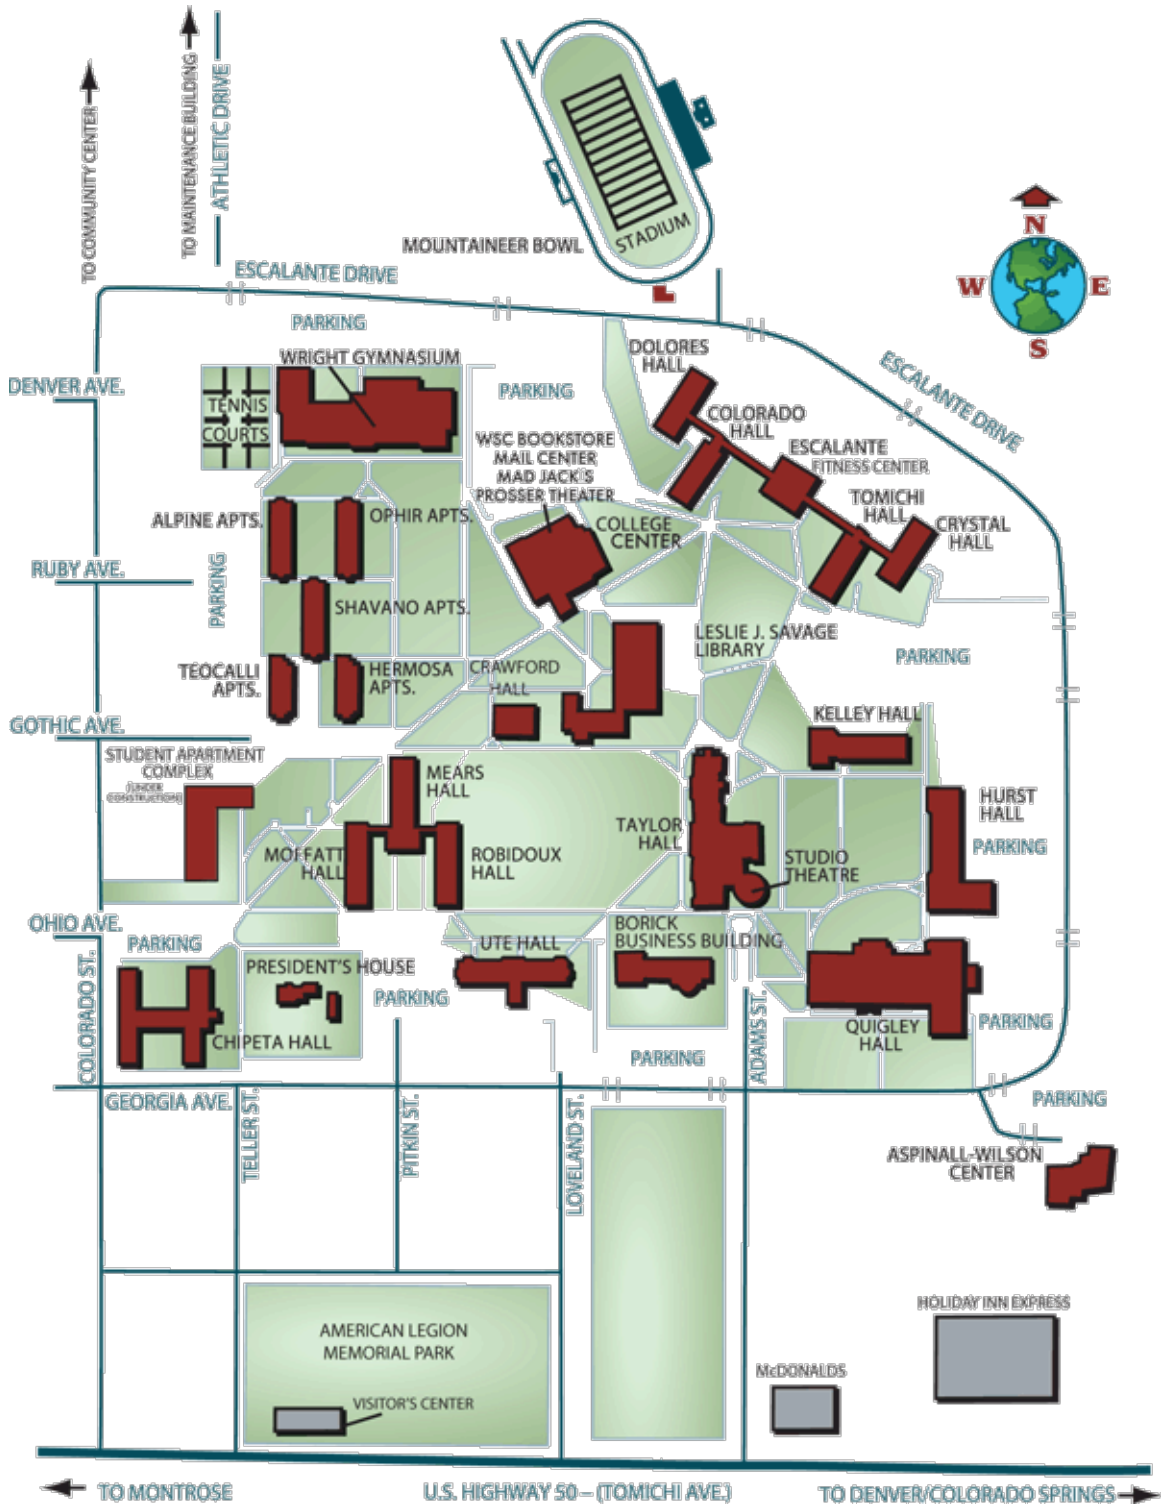 TO COMMUNITY CENTER
TO MAINTENANCE BUILDING
ATHLETIC DRIVE
STADIUM
MOUNTAINEER BOWL
N
W
E
S
ESCALANTE DRIVE
PARKING
WRIGHT GYMNASIUM
DENVER AVE.
TENNIS
COURTS
PARKING
DOLORES
HALL
ESCALANTE DRIVE
COLORADO
HALL
WSC BOOKSTORE
MAIL CENTER
MAD JACK'S
PROSSER THEATER
ESCALANTE
FITNESS CENTER
TOMICHI
HALL
CRYSTAL
HALL
COLLEGE
CENTER
ALPINE APTS.
OPHIR APTS.
RUBY AVE.
PARKING
SHAVANO APTS.
LESLIE J. SAVAGE
LIBRARY
PARKING
TEOCALLI
APTS.
HERMOSA
APTS.
CRAWFORD
HALL
GOTHIC AVE.
KELLEY HALL
STUDENT APARTMENT
COMPLEX
(UNDER
CONSTRUCTION)
MEARS
HALL
HURST
HALL
PARKING
TAYLOR
HALL
MOFFATT
HALL
ROBIDOUX
HALL
STUDIO
THEATRE
OHIO AVE.
PARKING
UTE HALL
BORICK
BUSINESS BUILDING
PRESIDENT'S HOUSE
PARKING
COLORADO ST.
CHIPETA HALL
ADAMS ST.
QUIGLEY
HALL
PARKING
PARKING
GEORGIA AVE.
TELLER ST.
PITKIN ST.
LOVELAND ST.
PARKING
ASPINALL-WILSON
CENTER
HOLIDAY INN EXPRESS
AMERICAN LEGION
MEMORIAL PARK
McDONALDS
VISITOR'S CENTER
TO MONTROSE
U.S. HIGHWAY 50 – (TOMICHI AVE.)
TO DENVER/COLORADO SPRINGS